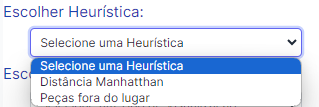 Escolher Heurística:
Selecione uma Heurística
Selecione uma Heurística
Distância Manhatthan
Peças fora do lugar